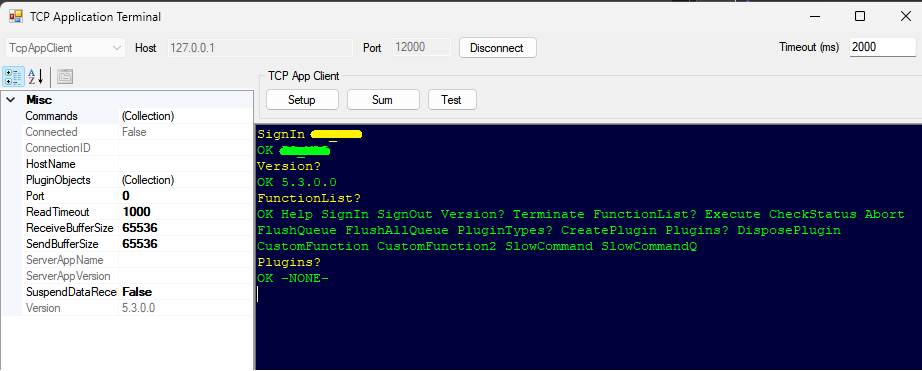 TCP Application Terminal
TcpAppClient Host 127.0.0.1 Port 12000 Disconnect Timeout (ms) 2000
TCP App Client
Setup Sum Test
Misc
Commands (Collection)
Connected False
ConnectionID
HostName
PluginObjects (Collection)
Port 0
ReadTimeout 1000
ReceiveBufferSize 65536
SendBufferSize 65536
ServerAppName
ServerAppVersion
SuspendDataRecei False
Version 5.3.0.0
SignIn
OK
Version?
OK 5.3.0.0
FunctionList?
OK Help SignIn SignOut Version? Terminate FunctionList? Execute CheckStatus Abort
FlushQueue FlushAllQueue PluginTypes? CreatePlugin Plugins? DisposePlugin
CustomFunction CustomFunction2 SlowCommand SlowCommandQ
Plugins?
OK -NONE-